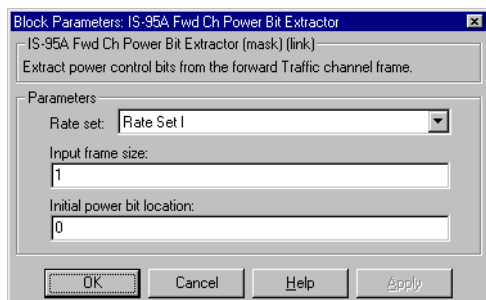 Block Parameters: IS-95A Fwd Ch Power Bit Extractor
IS-95A Fwd Ch Power Bit Extractor (mask) (link)
Extract power control bits from the forward Traffic channel frame.
Parameters
Rate set: Rate Set I
Input frame size:
1
Initial power bit location:
0
OK Cancel Help Apply